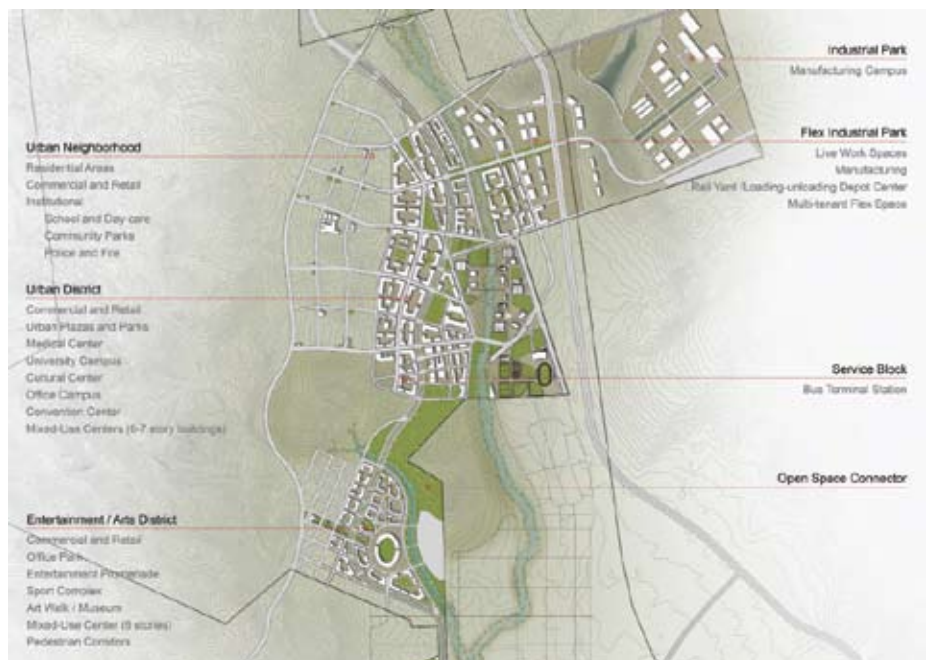 Urban Neighborhood
Residential Areas
Commercial and Retail
Institutional
School and Day-care
Community Parks
Police and Fire
Urban District
Commercial and Retail
Urban Plazas and Parks
Medical Center
University Campus
Cultural Center
Office Campus
Convention Center
Mixed-Use Centers (6-7 story buildings)
Entertainment / Arts District
Commercial and Retail
Office Park
Entertainment Promenade
Sport Complex
Art Walk / Museum
Mixed-Use Center (9 stories)
Pedestrian Corridors
Industrial Park
Manufacturing Campus
Flex Industrial Park
Live Work Spaces
Manufacturing
Rail Yard /Loading-unloading Depot Center
Multi-tenant Flex Space
Service Block
Bus Terminal Station
Open Space Connector